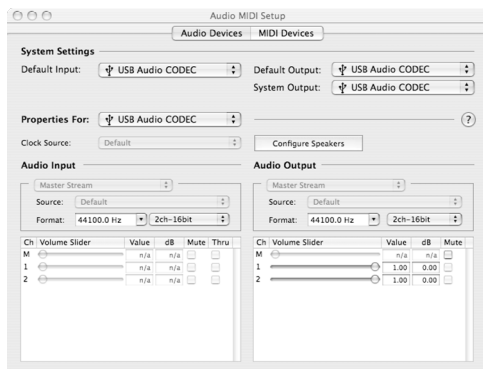 Audio MIDI Setup
Audio Devices MIDI Devices
System Settings
Default Input: USB Audio CODEC Default Output: USB Audio CODEC
System Output: USB Audio CODEC
Properties For: USB Audio CODEC ?
Clock Source: Default Configure Speakers
Audio Input Audio Output
Master Stream Master Stream
Source: Default Source: Default
Format: 44100.0 Hz 2ch-16bit Format: 44100.0 Hz 2ch-16bit
Ch Volume Slider Value dB Mute Thru Ch Volume Slider Value dB Mute
M n/a n/a M n/a n/a
1 n/a n/a 1 1.00 0.00
2 n/a n/a 2 1.00 0.00